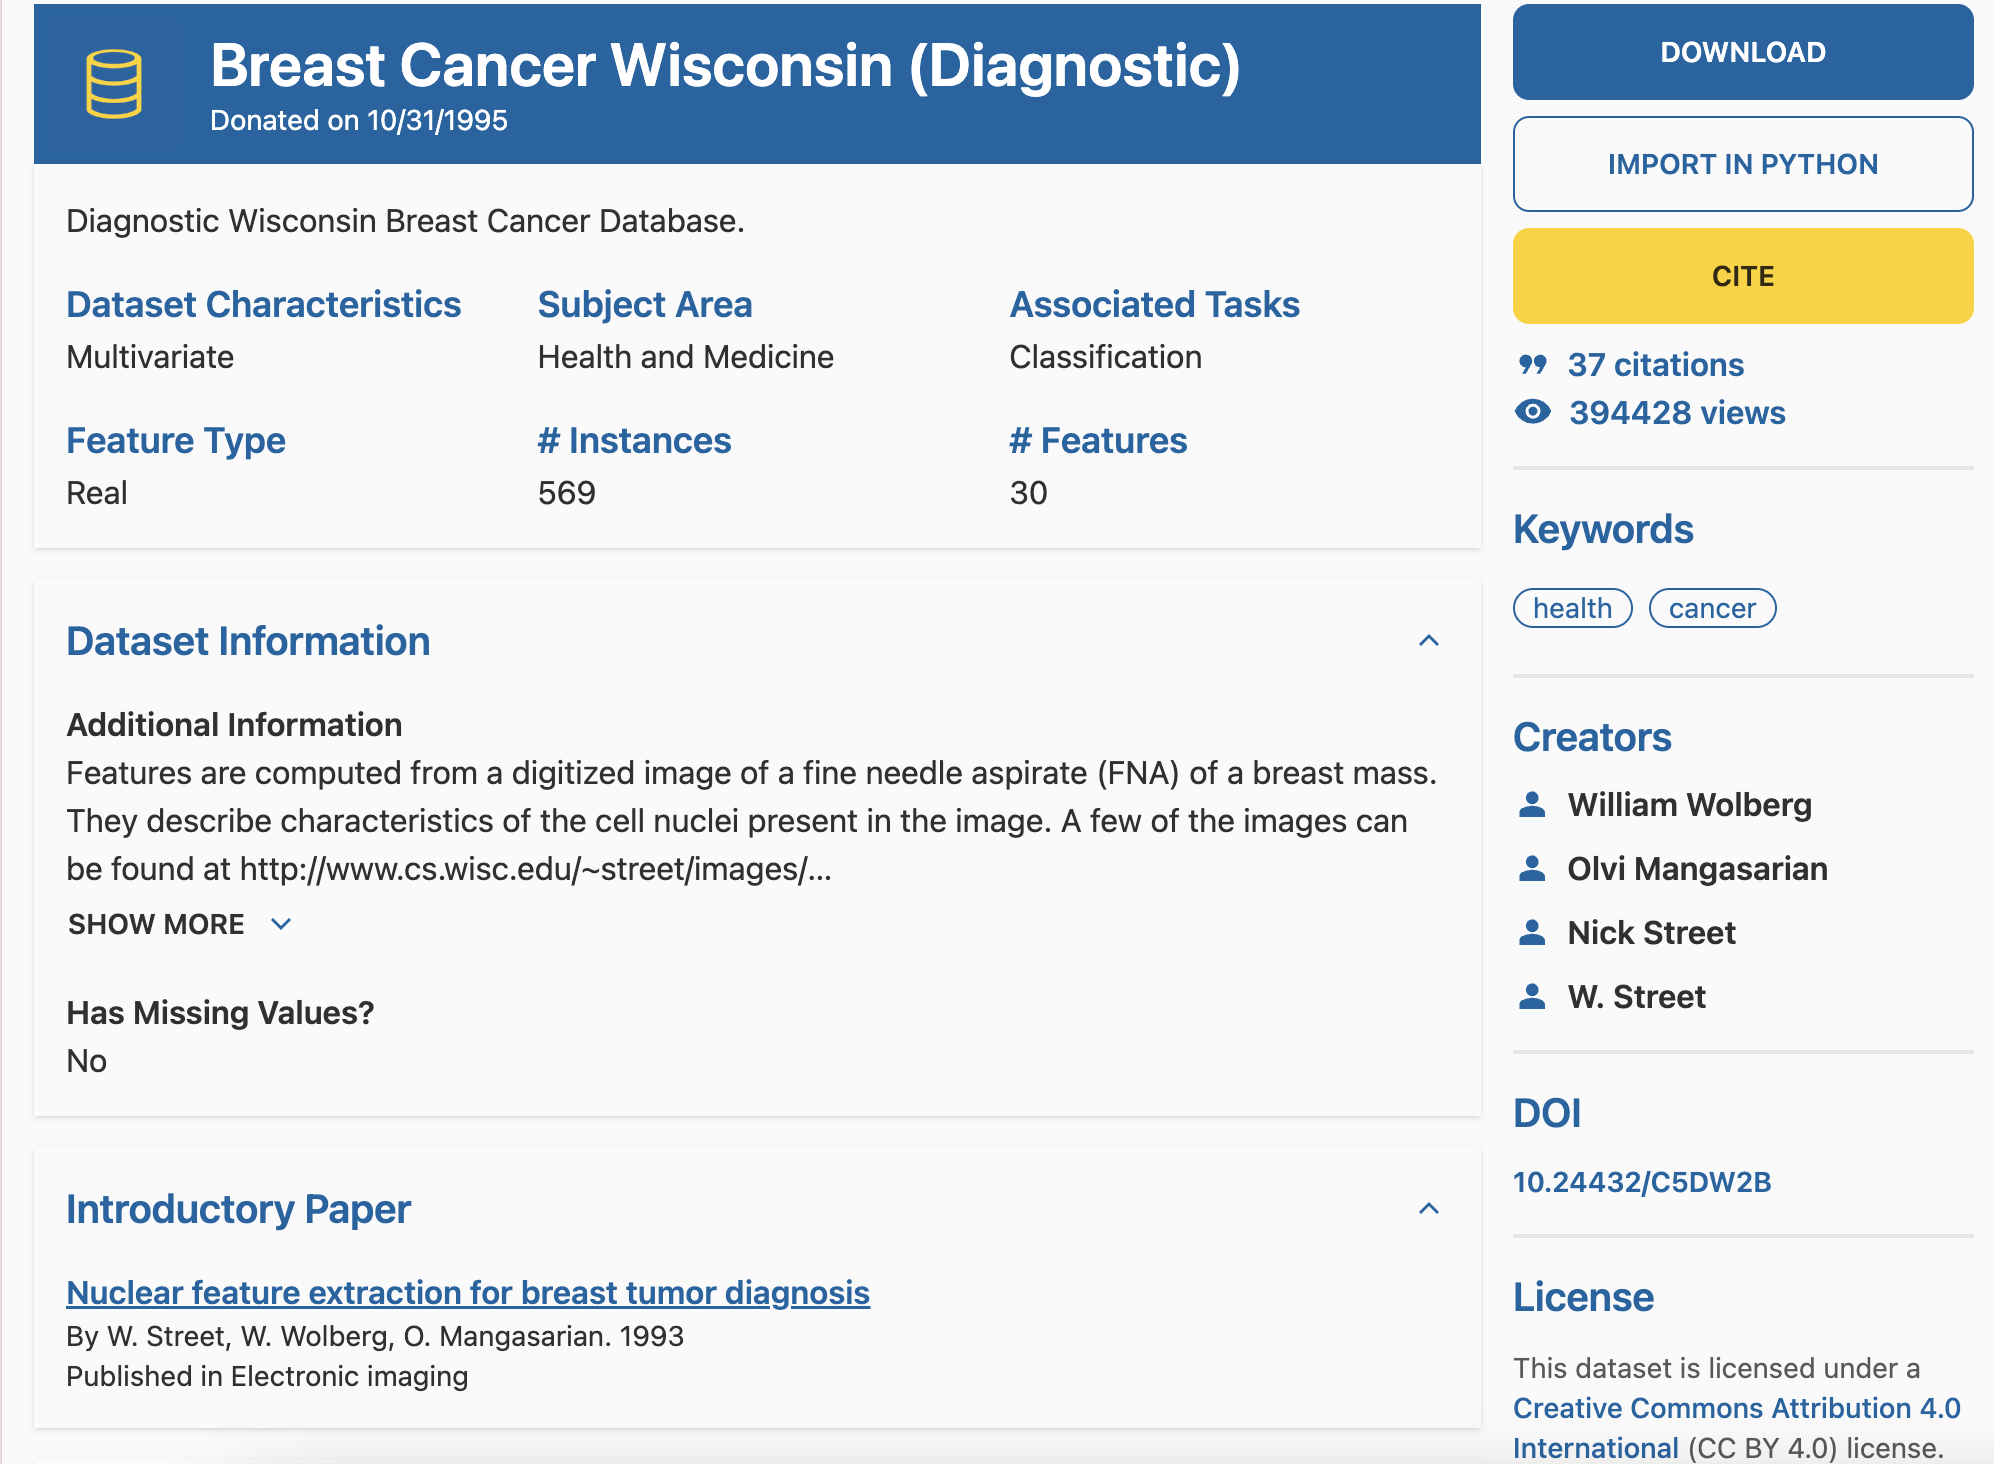 Breast Cancer Wisconsin (Diagnostic)
Donated on 10/31/1995
Diagnostic Wisconsin Breast Cancer Database.
Dataset Characteristics
Multivariate
Subject Area
Health and Medicine
Associated Tasks
Classification
Feature Type
Real
# Instances
569
# Features
30
Dataset Information
Additional Information
Features are computed from a digitized image of a fine needle aspirate (FNA) of a breast mass.
They describe characteristics of the cell nuclei present in the image. A few of the images can
be found at http://www.cs.wisc.edu/~street/images/...
SHOW MORE
Has Missing Values?
No
Introductory Paper
Nuclear feature extraction for breast tumor diagnosis
By W. Street, W. Wolberg, O. Mangasarian. 1993
Published in Electronic imaging
DOWNLOAD
IMPORT IN PYTHON
CITE
37 citations
394428 views
Keywords
health
cancer
Creators
William Wolberg
Olvi Mangasarian
Nick Street
W. Street
DOI
10.24432/C5DW2B
License
This dataset is licensed under a
Creative Commons Attribution 4.0
International (CC BY 4.0) license.